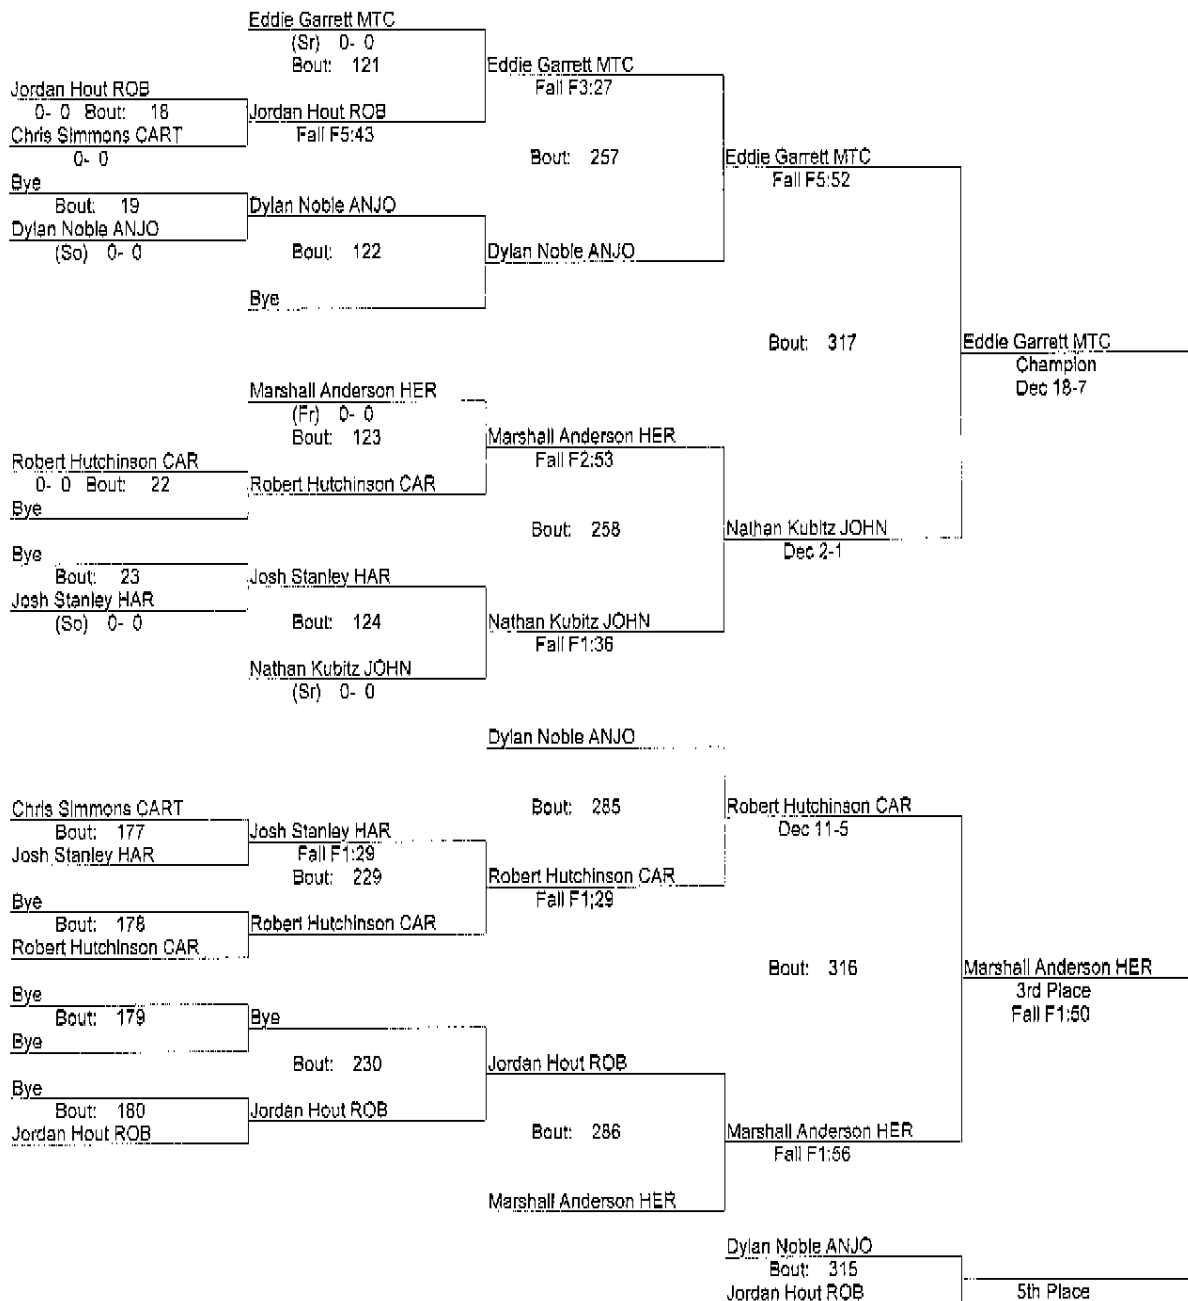 Eddie Garrett MTC
(Sr) 0- 0
Bout: 121
Eddie Garrett MTC
Fall F3:27
Jordan Hout ROB
0- 0 Bout: 18
Jordan Hout ROB
Fall F5:43
Chris Simmons CART
0- 0
Bout: 257
Eddie Garrett MTC
Fall F5:52
Bye
Bout: 19
Dylan Noble ANJO
Dylan Noble ANJO
(So) 0- 0
Bout: 122
Dylan Noble ANJO
Bye
Bout: 317
Eddie Garrett MTC
Champion
Dec 18-7
Marshall Anderson HER
(Fr) 0- 0
Bout: 123
Marshall Anderson HER
Fall F2:53
Robert Hutchinson CAR
0- 0 Bout: 22
Robert Hutchinson CAR
Bye
Bout: 258
Nathan Kubitz JOHN
Dec 2-1
Bye
Bout: 23
Josh Stanley HAR
Josh Stanley HAR
(So) 0- 0
Bout: 124
Nathan Kubitz JOHN
Fall F1:36
Nathan Kubitz JOHN
(Sr) 0- 0
Dylan Noble ANJO
Chris Simmons CART
Bout: 177
Josh Stanley HAR
Josh Stanley HAR
Fall F1:29
Bout: 229
Bout: 285
Robert Hutchinson CAR
Dec 11-5
Robert Hutchinson CAR
Fall F1:29
Bye
Bout: 178
Robert Hutchinson CAR
Robert Hutchinson CAR
Bout: 316
Marshall Anderson HER
3rd Place
Fall F1:50
Bye
Bout: 179
Bye
Bye
Bout: 230
Jordan Hout ROB
Bye
Bout: 180
Jordan Hout ROB
Jordan Hout ROB
Bout: 286
Marshall Anderson HER
Fall F1:56
Marshall Anderson HER
Dylan Noble ANJO
Bout: 315
Jordan Hout ROB
5th Place